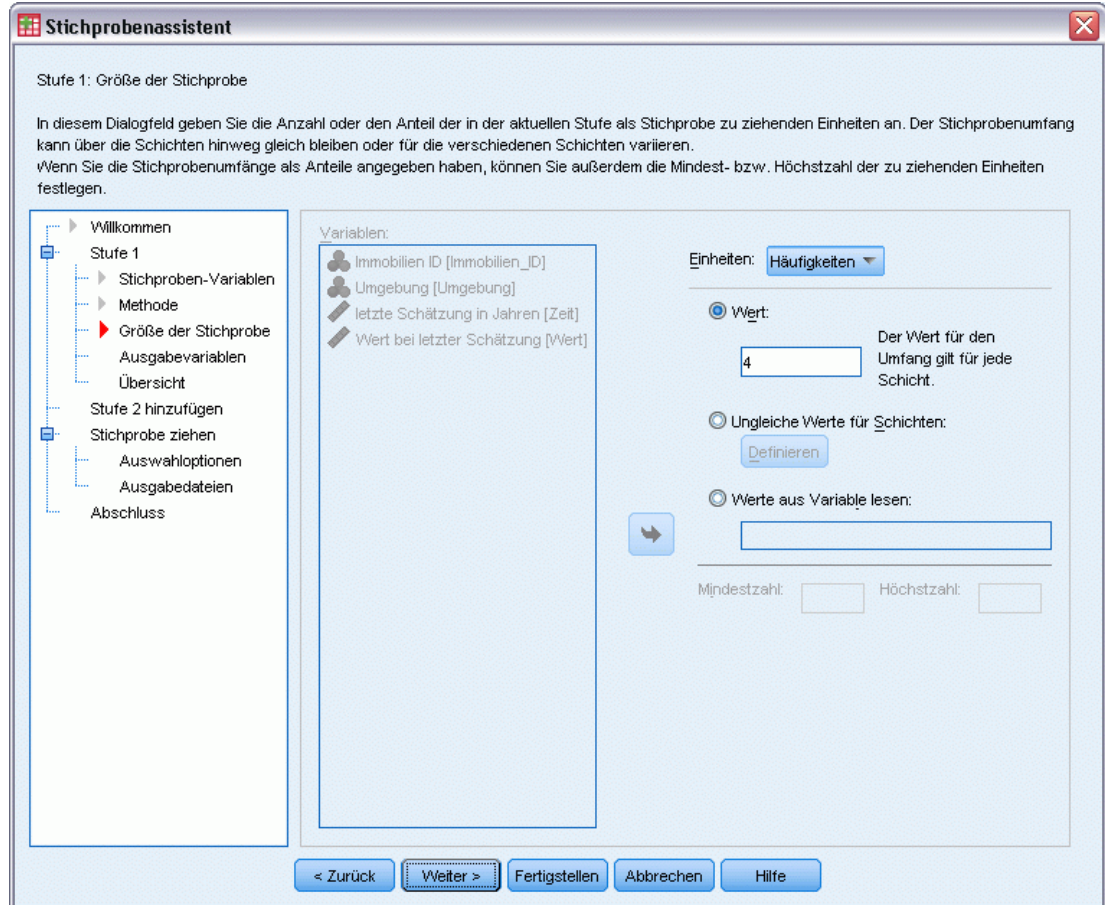 Stichprobenassistent
Stufe 1: Größe der Stichprobe
In diesem Dialogfeld geben Sie die Anzahl oder den Anteil der in der aktuellen Stufe als Stichprobe zu ziehenden Einheiten an. Der Stichprobenumfang
kann über die Schichten hinweg gleich bleiben oder für die verschiedenen Schichten variieren.
Wenn Sie die Stichprobenumfänge als Anteile angegeben haben, können Sie außerdem die Mindest- bzw. Höchstzahl der zu ziehenden Einheiten
festlegen.
Willkommen
Stufe 1
Stichproben-Variablen
Methode
Größe der Stichprobe
Ausgabevariablen
Übersicht
Stufe 2 hinzufügen
Stichprobe ziehen
Auswahloptionen
Ausgabedateien
Abschluss
Variablen:
Immobilien ID [Immobilien_ID]
Umgebung [Umgebung]
letzte Schätzung in Jahren [Zeit]
Wert bei letzter Schätzung [Wert]
Einheiten: Häufigkeiten
Wert:
4
Der Wert für den
Umfang gilt für jede
Schicht.
Ungleiche Werte für Schichten:
Definieren
Werte aus Variable lesen:
Mindestzahl: Höchstzahl:
< Zurück Weiter > Fertigstellen Abbrechen Hilfe